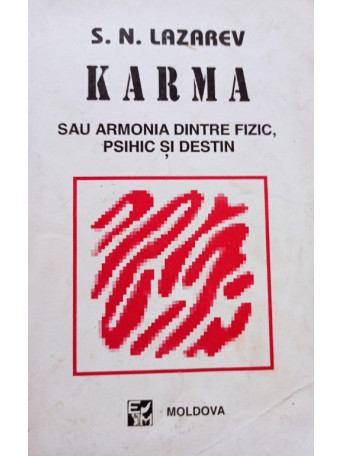 S. N. LAZAREV
KARMA
SAU ARMONIA DINTRE FIZIC,
PSIHIC ȘI DESTIN
MOLDOVA